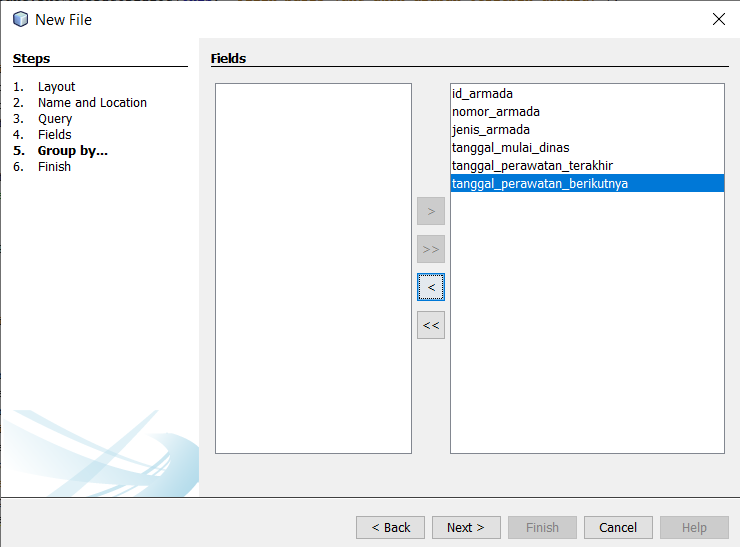 New File
Steps
1. Layout
2. Name and Location
3. Query
4. Fields
5. Group by...
6. Finish
Fields
id_armada
nomor_armada
jenis_armada
tanggal_mulai_dinas
tanggal_perawatan_terakhir
tanggal_perawatan_berikutnya
>
>>
<
<<
< Back
Next >
Finish
Cancel
Help